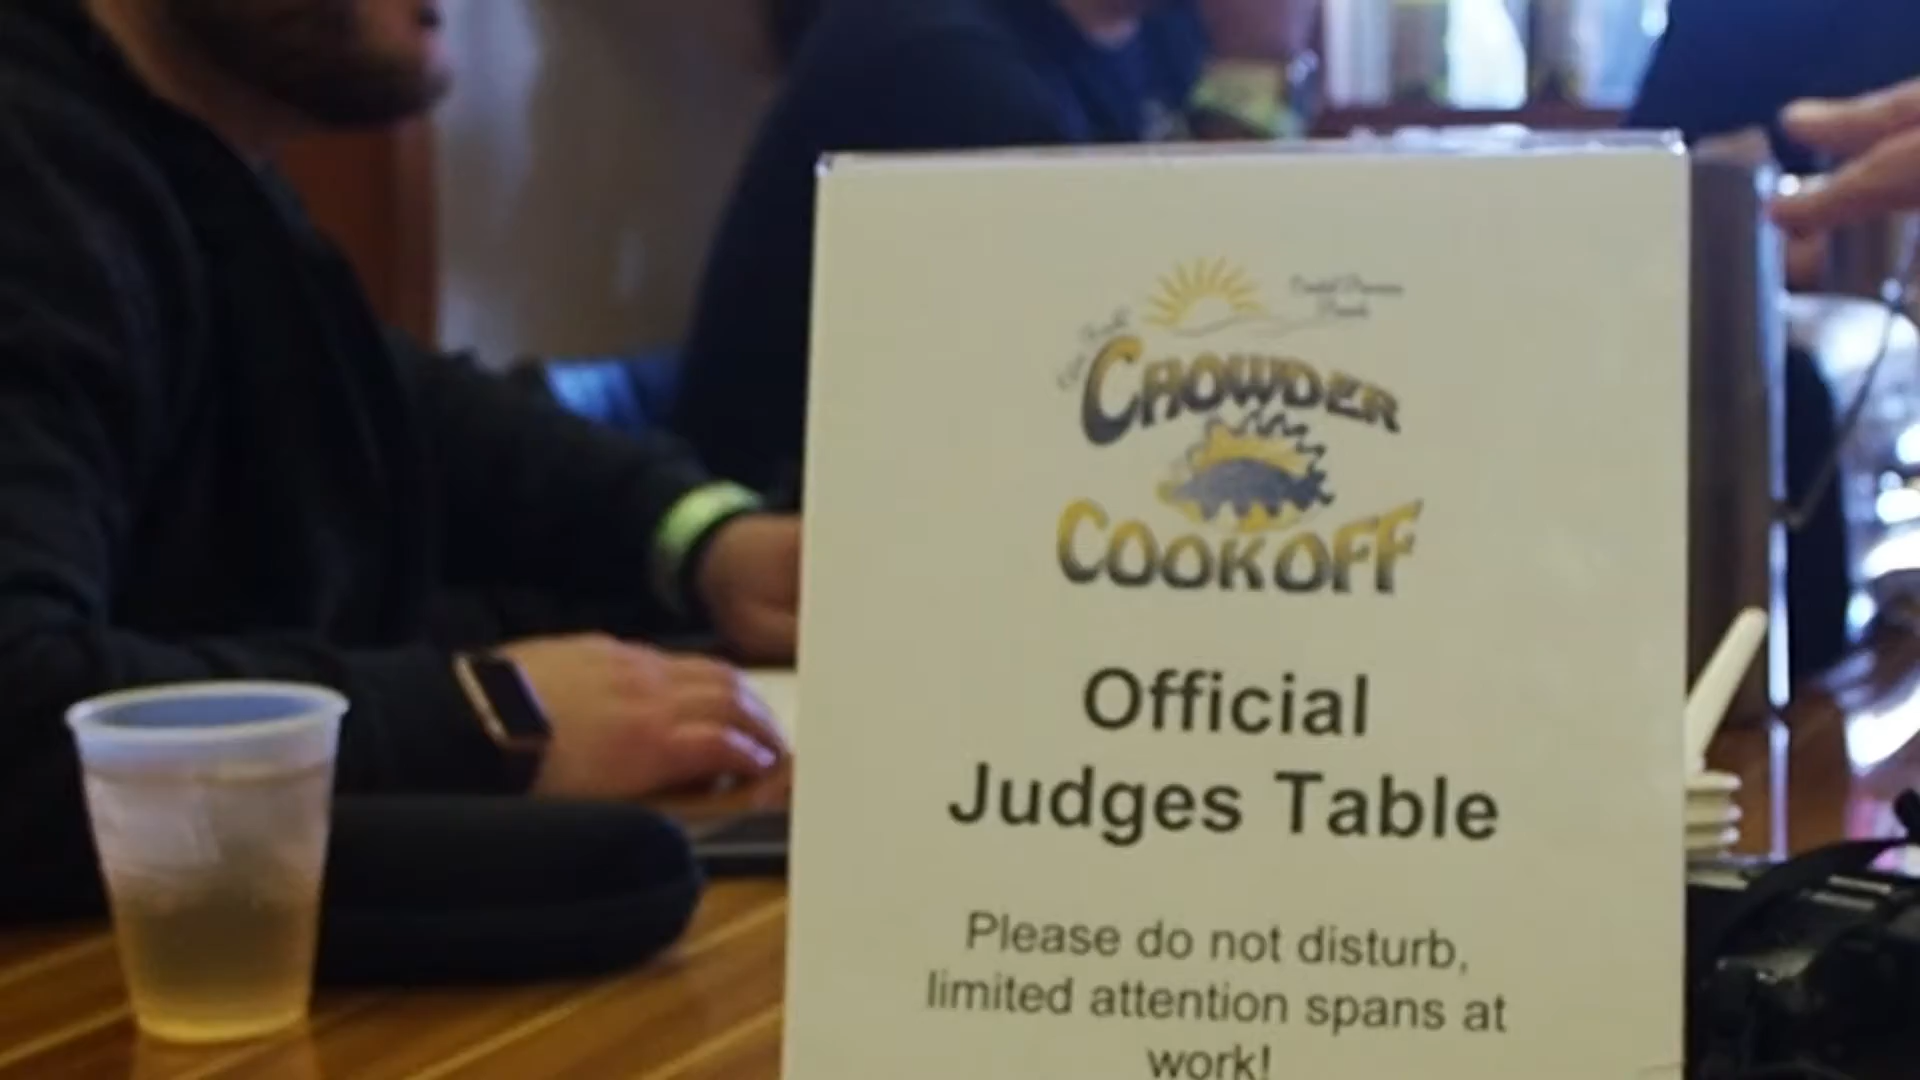 CHOWDER
COOKOFF
Official
Judges Table
Please do not disturb,
limited attention spans at
work!